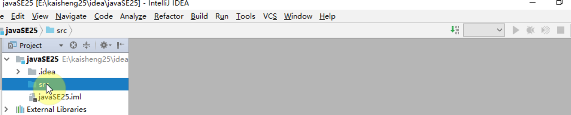 javaSE25 [E:\kaisheng25\idea\javaSE25] - IntelliJ IDEA
e Edit View Navigate Code Analyze Refactor Build Run Tools VCS Window Help
javaSE25 src
Project
javaSE25 E:\kaisheng25\idea
.idea
src
javaSE25.iml
External Libraries